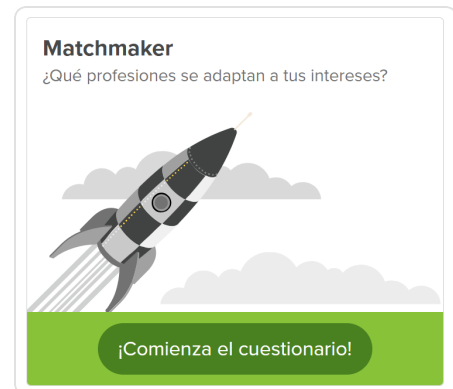 Matchmaker
¿Qué profesiones se adaptan a tus intereses?
¡Comienza el cuestionario!